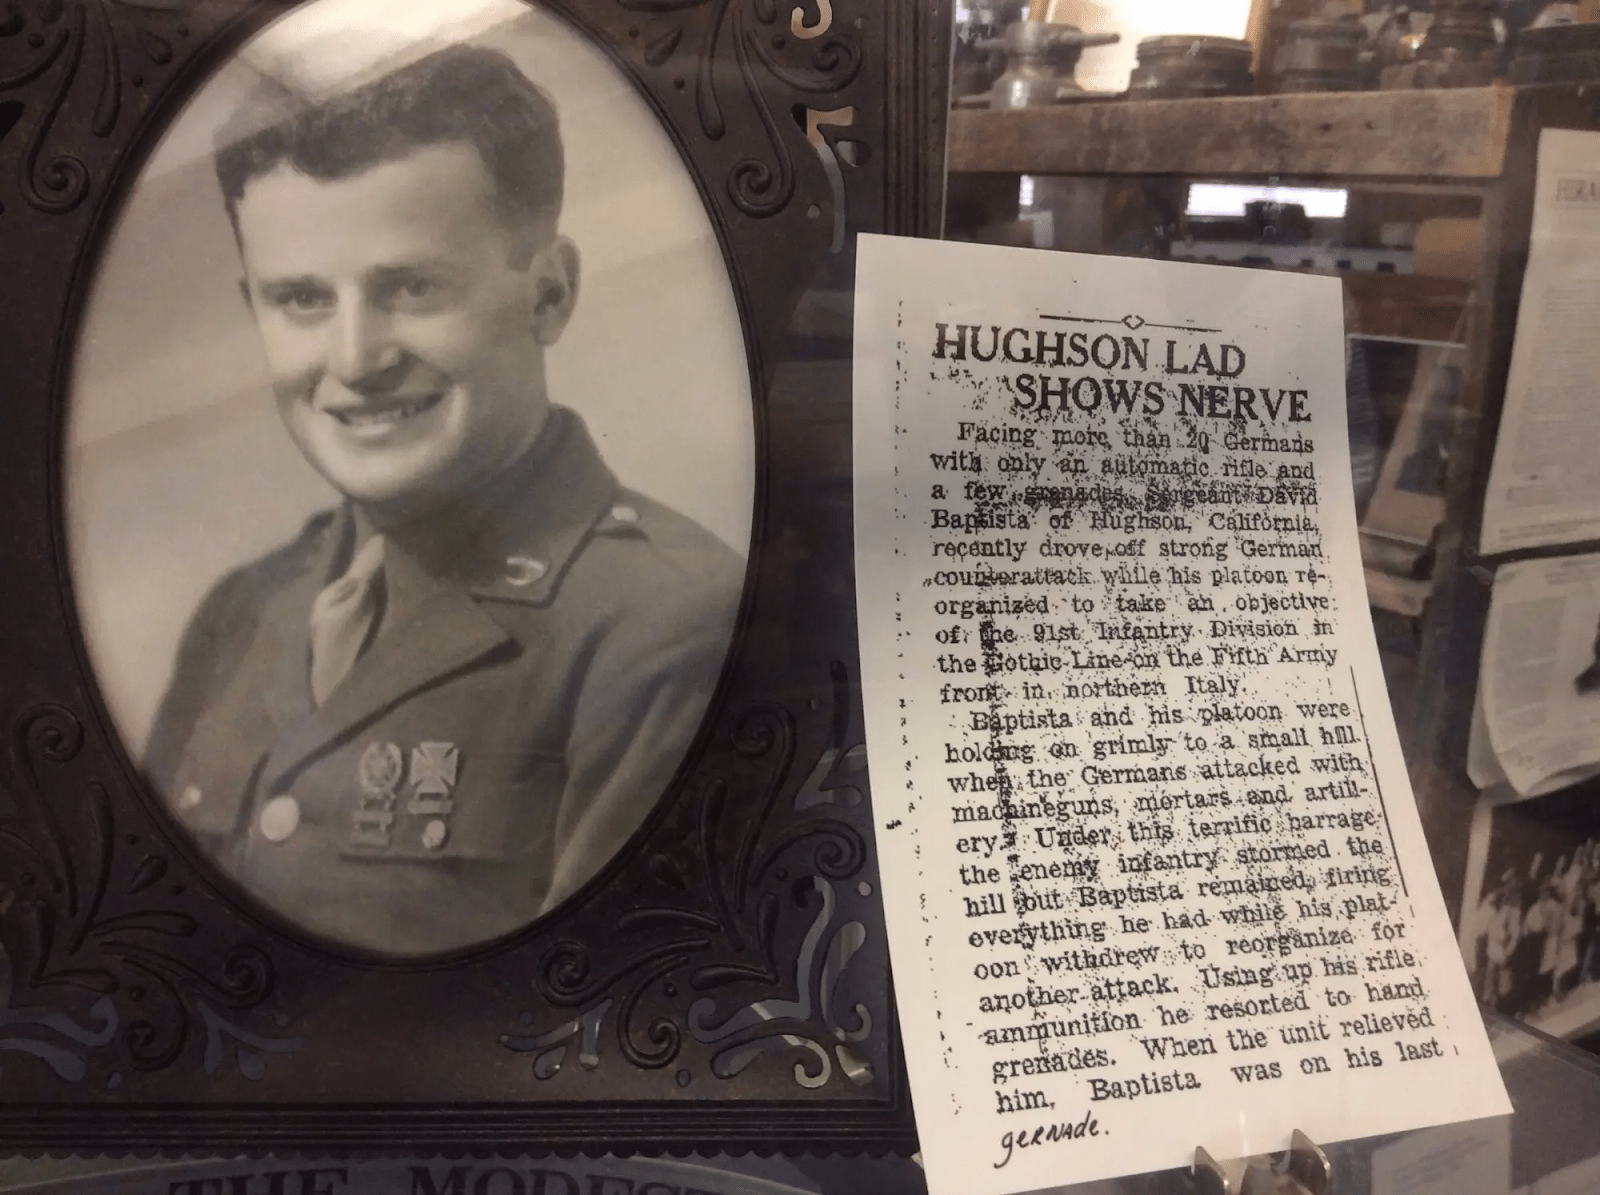 HUGHSON LAD
SHOWS NERVE
Facing more than 20 Germans
with only an automatic rifle and
a few grenades, Sergeant David
Baptista of Hughson, California,
recently drove off strong German
counterattack while his platoon re-
organized to take an objective
of the 91st Infantry Division in
the Gothic Line on the Fifth Army
front in northern Italy.
Baptista and his platoon were
holding on grimly to a small hill
when the Germans attacked with
machineguns, mortars and artill-
ery. Under this terrific barrage
the enemy infantry stormed the
hill but Baptista remained, firing
everything he had while his plat-
oon withdrew to reorganize for
another attack. Using up his rifle
ammunition he resorted to hand
grenades. When the unit relieved
him, Baptista was on his last
gernade.
THE MODEST